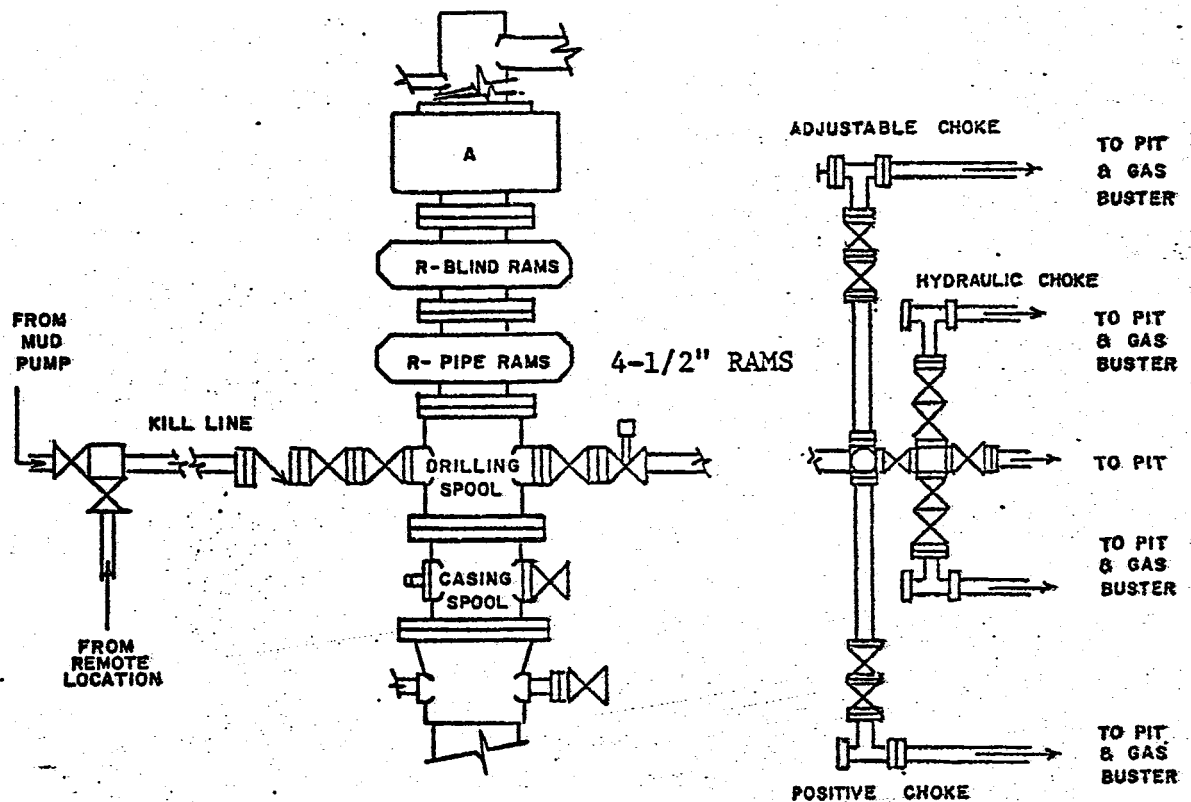 A
R-BLIND RAMS
R- PIPE RAMS
4-1/2" RAMS
FROM
MUD
PUMP
KILL LINE
DRILLING
SPOOL
CASING
SPOOL
FROM
REMOTE
LOCATION
ADJUSTABLE CHOKE
TO PIT
& GAS
BUSTER
HYDRAULIC CHOKE
TO PIT
& GAS
BUSTER
TO PIT
TO PIT
& GAS
BUSTER
TO PIT
& GAS
BUSTER
POSITIVE CHOKE